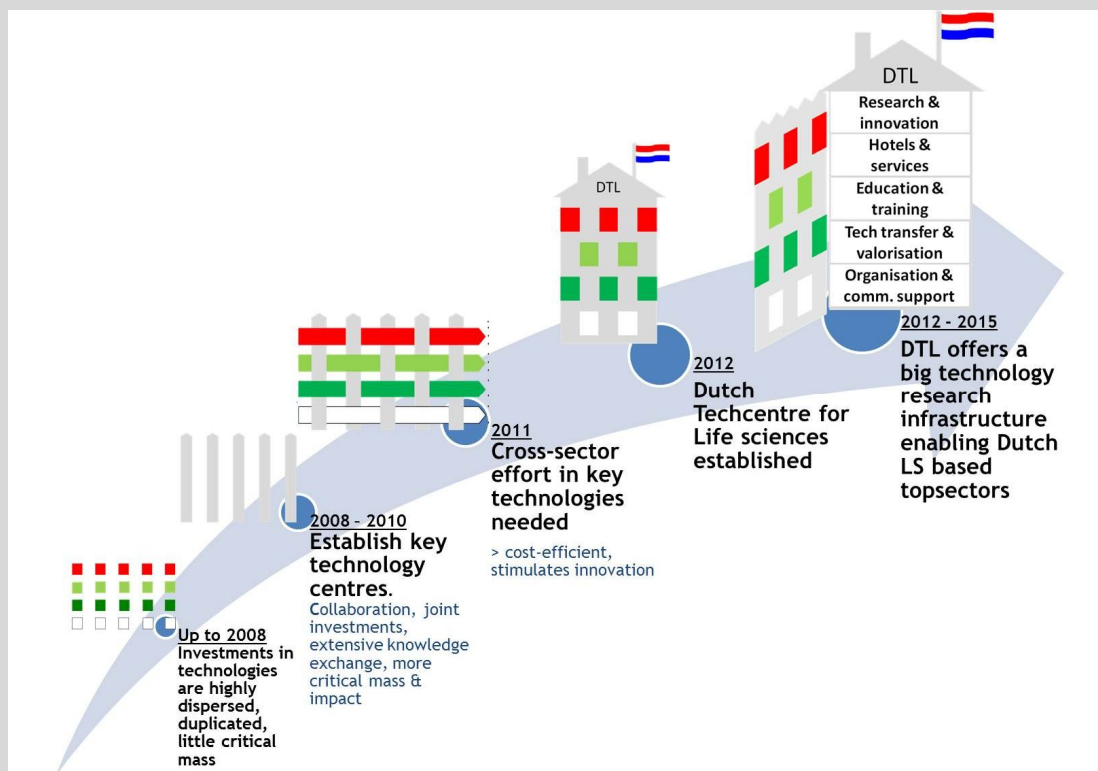 Up to 2008
Investments in
technologies
are highly
dispersed,
duplicated,
little critical
mass
2008 – 2010
Establish key
technology
centres.
Collaboration, joint
investments,
extensive knowledge
exchange, more
critical mass &
impact
2011
Cross-sector
effort in key
technologies
needed
> cost-efficient,
stimulates innovation
DTL
2012
Dutch
Techcentre for
Life sciences
established
DTL
Research &
innovation
Hotels &
services
Education &
training
Tech transfer &
valorisation
Organisation &
comm. support
2012 - 2015
DTL offers a
big technology
research
infrastructure
enabling Dutch
LS based
topsectors